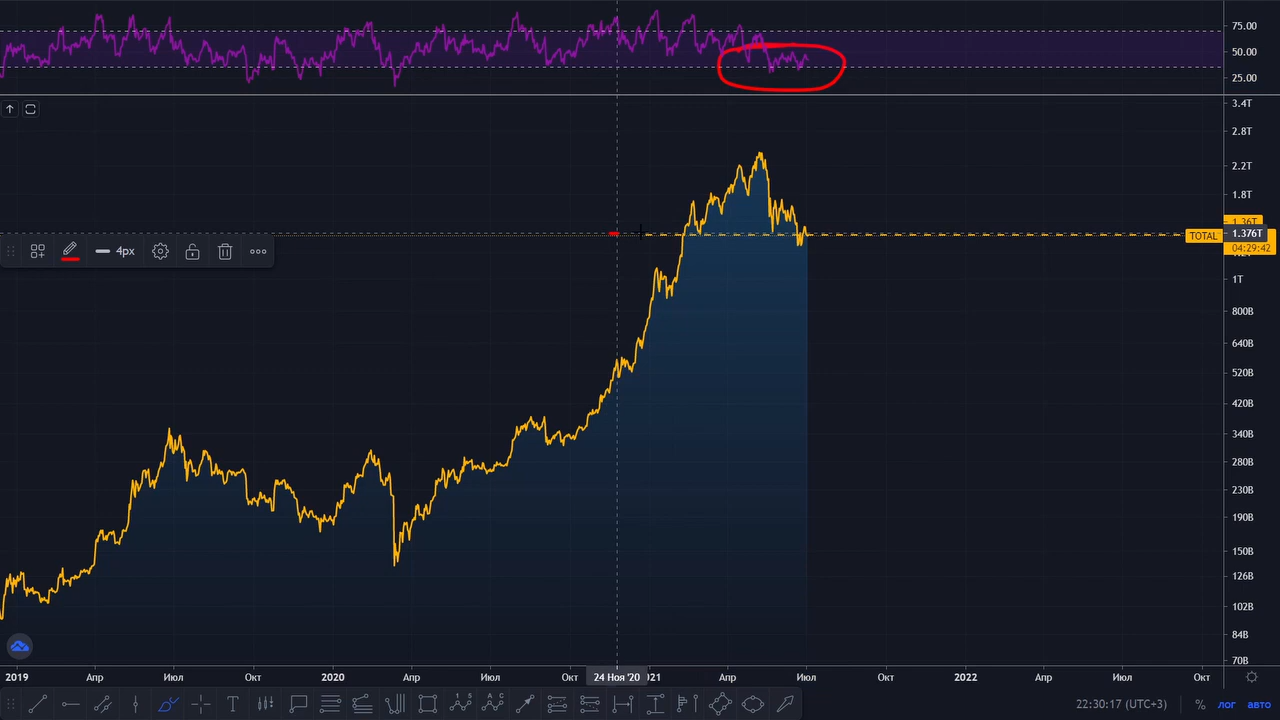 75.00
50.00
25.00
3.4T
2.8T
2.2T
1.8T
4px
1.36T
TOTAL 1.376T
04:29:42
1T
800B
640B
520B
420B
340B
280B
230B
190B
150B
126B
102B
84B
70B
2019 Апр Июл Окт 2020 Апр Июл Окт 24 Ноя '20 Апр Июл Окт 2022 Апр Июл Окт
T
22:30:17 (UTC+3) % лог авто